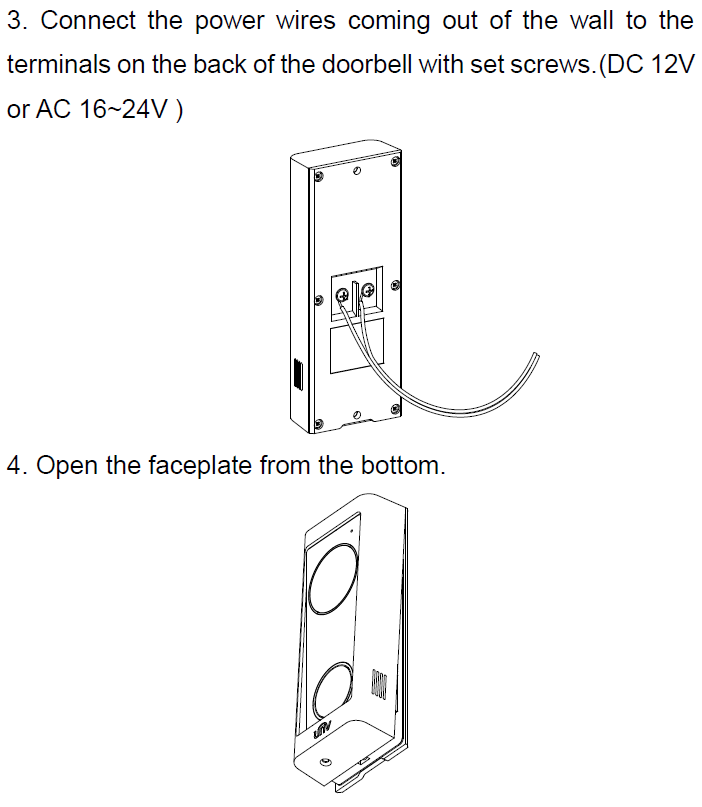 3. Connect the power wires coming out of the wall to the
terminals on the back of the doorbell with set screws.(DC 12V
or AC 16~24V )
4. Open the faceplate from the bottom.
unv